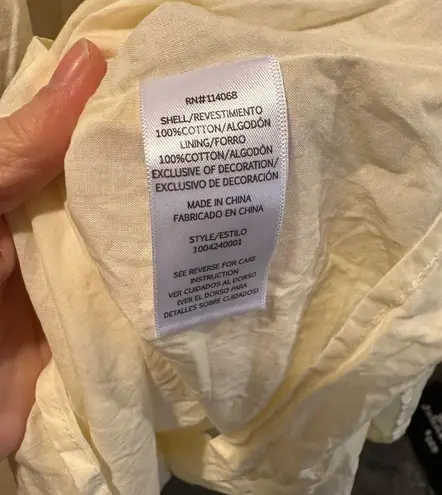 RN#114068
SHELL/REVESTIMIENTO
100%COTTON/ALGODÓN
LINING/FORRO
100%COTTON/ALGODÓN
EXCLUSIVE OF DECORATION/
EXCLUSIVO DE DECORACIÓN
MADE IN CHINA
FABRICADO EN CHINA
STYLE/ESTILO
1004240001
SEE REVERSE FOR CARE
INSTRUCTION
VER CUIDADOS AL DORSO
(VER EL DORSO PARA
DETALLES SOBRE CUIDADOS)